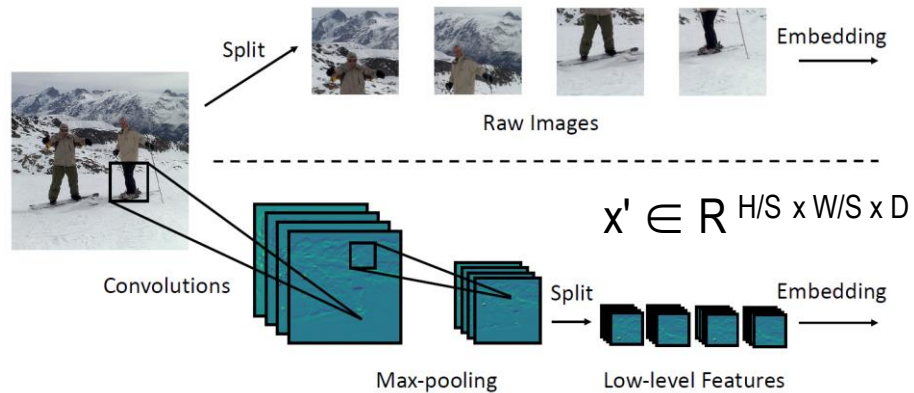 Split
Embedding
Raw Images
x' ∈ R H/S x W/S x D
Convolutions
Split
Embedding
Max-pooling
Low-level Features